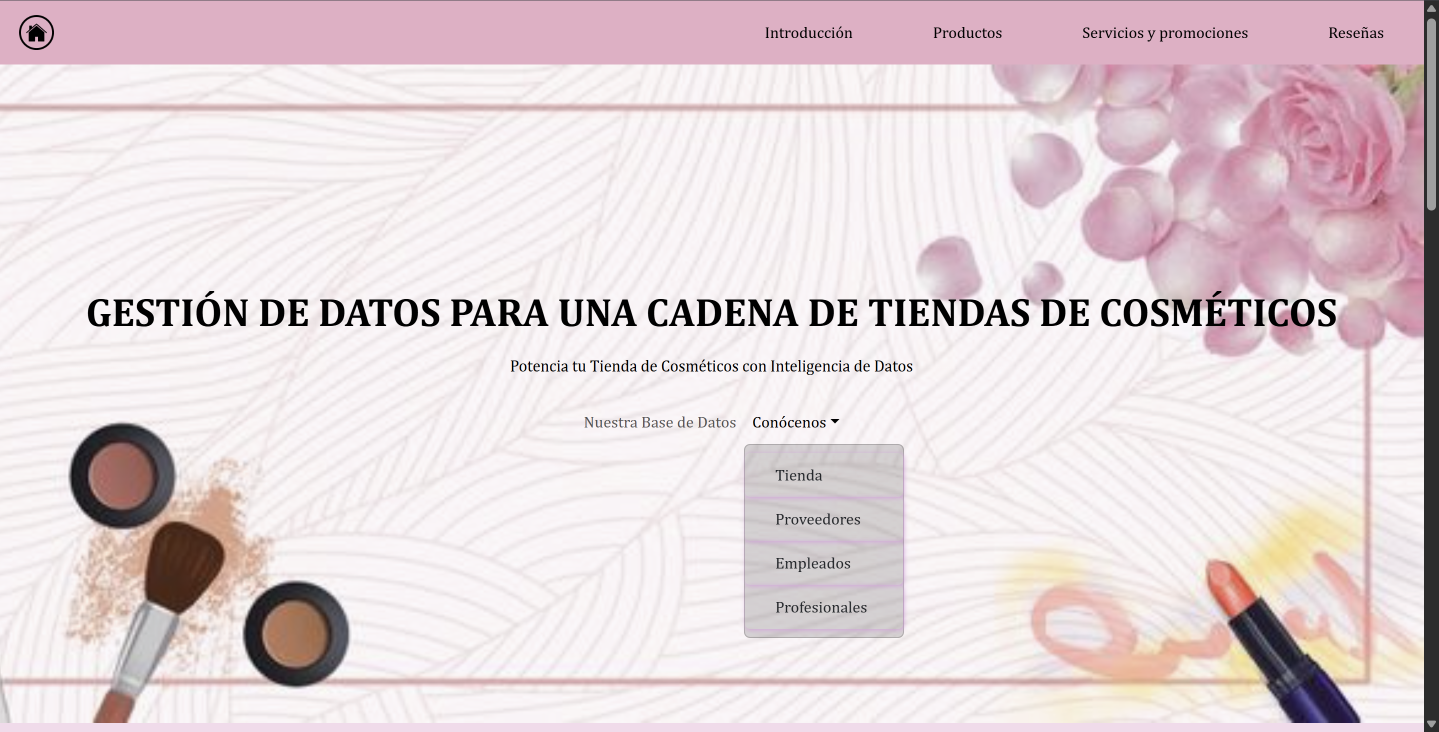 Introducción Productos Servicios y promociones Reseñas
GESTIÓN DE DATOS PARA UNA CADENA DE TIENDAS DE COSMÉTICOS
Potencia tu Tienda de Cosméticos con Inteligencia de Datos
Nuestra Base de Datos Conócenos
Tienda
Proveedores
Empleados
Profesionales